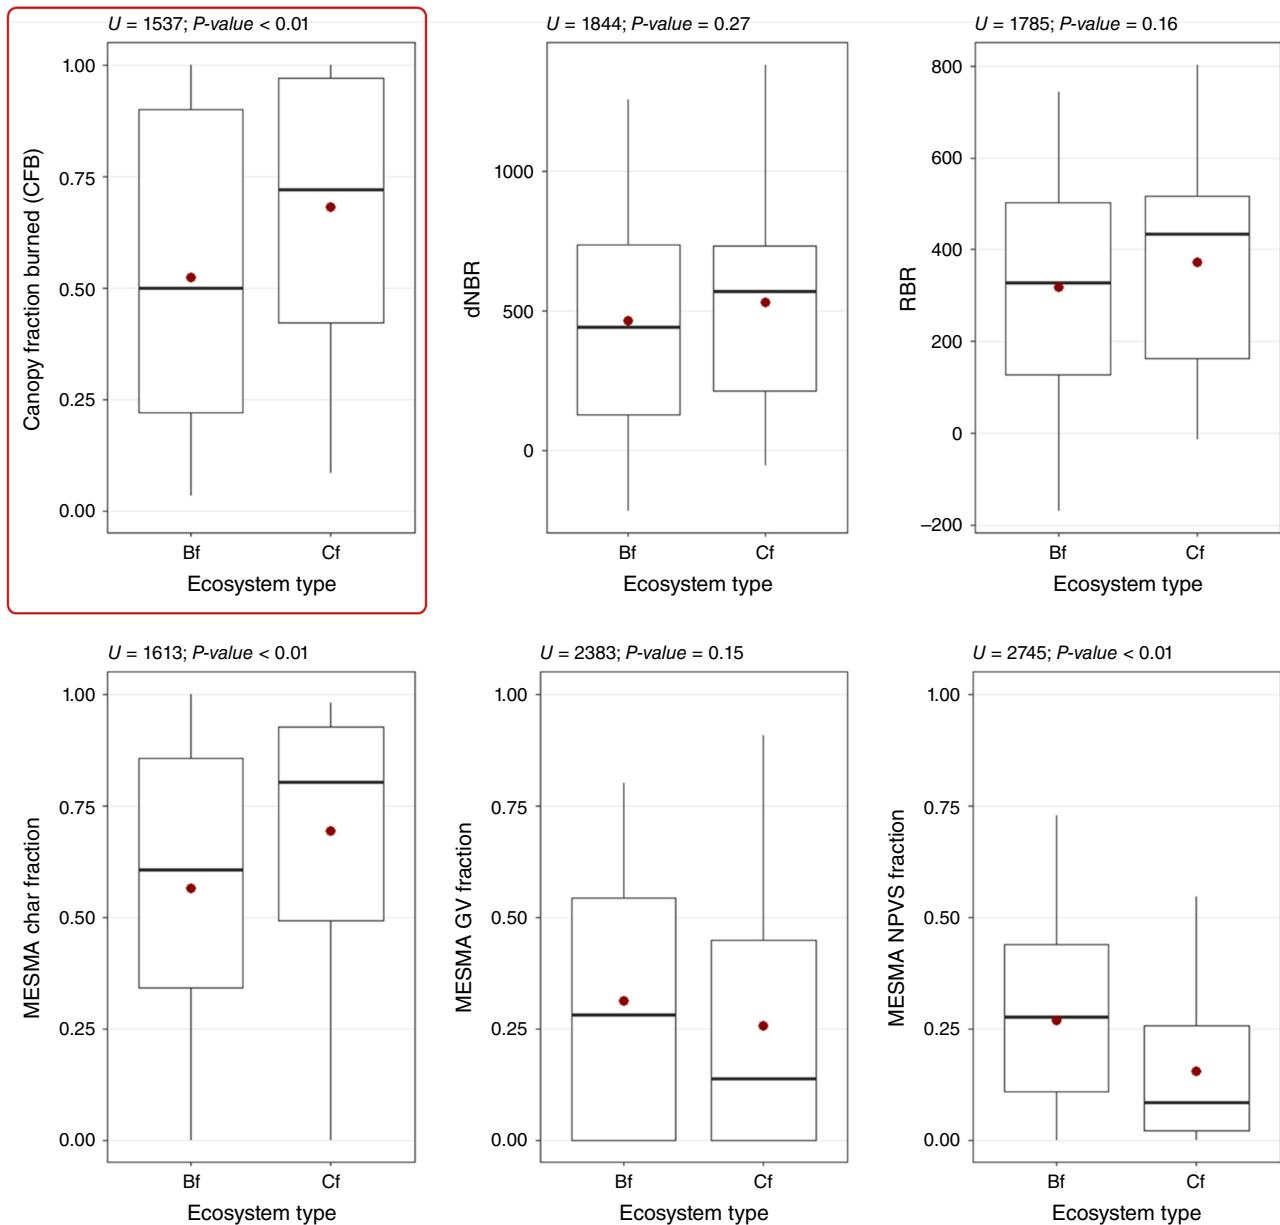 U = 1537; P-value < 0.01
Canopy fraction burned (CFB)
1.00
0.75
0.50
0.25
0.00
Bf Cf
Ecosystem type
U = 1844; P-value = 0.27
dNBR
1000
500
0
Bf Cf
Ecosystem type
U = 1785; P-value = 0.16
RBR
800
600
400
200
0
–200
Bf Cf
Ecosystem type
U = 1613; P-value < 0.01
MESMA char fraction
1.00
0.75
0.50
0.25
0.00
Bf Cf
Ecosystem type
U = 2383; P-value = 0.15
MESMA GV fraction
1.00
0.75
0.50
0.25
0.00
Bf Cf
Ecosystem type
U = 2745; P-value < 0.01
MESMA NPVS fraction
1.00
0.75
0.50
0.25
0.00
Bf Cf
Ecosystem type